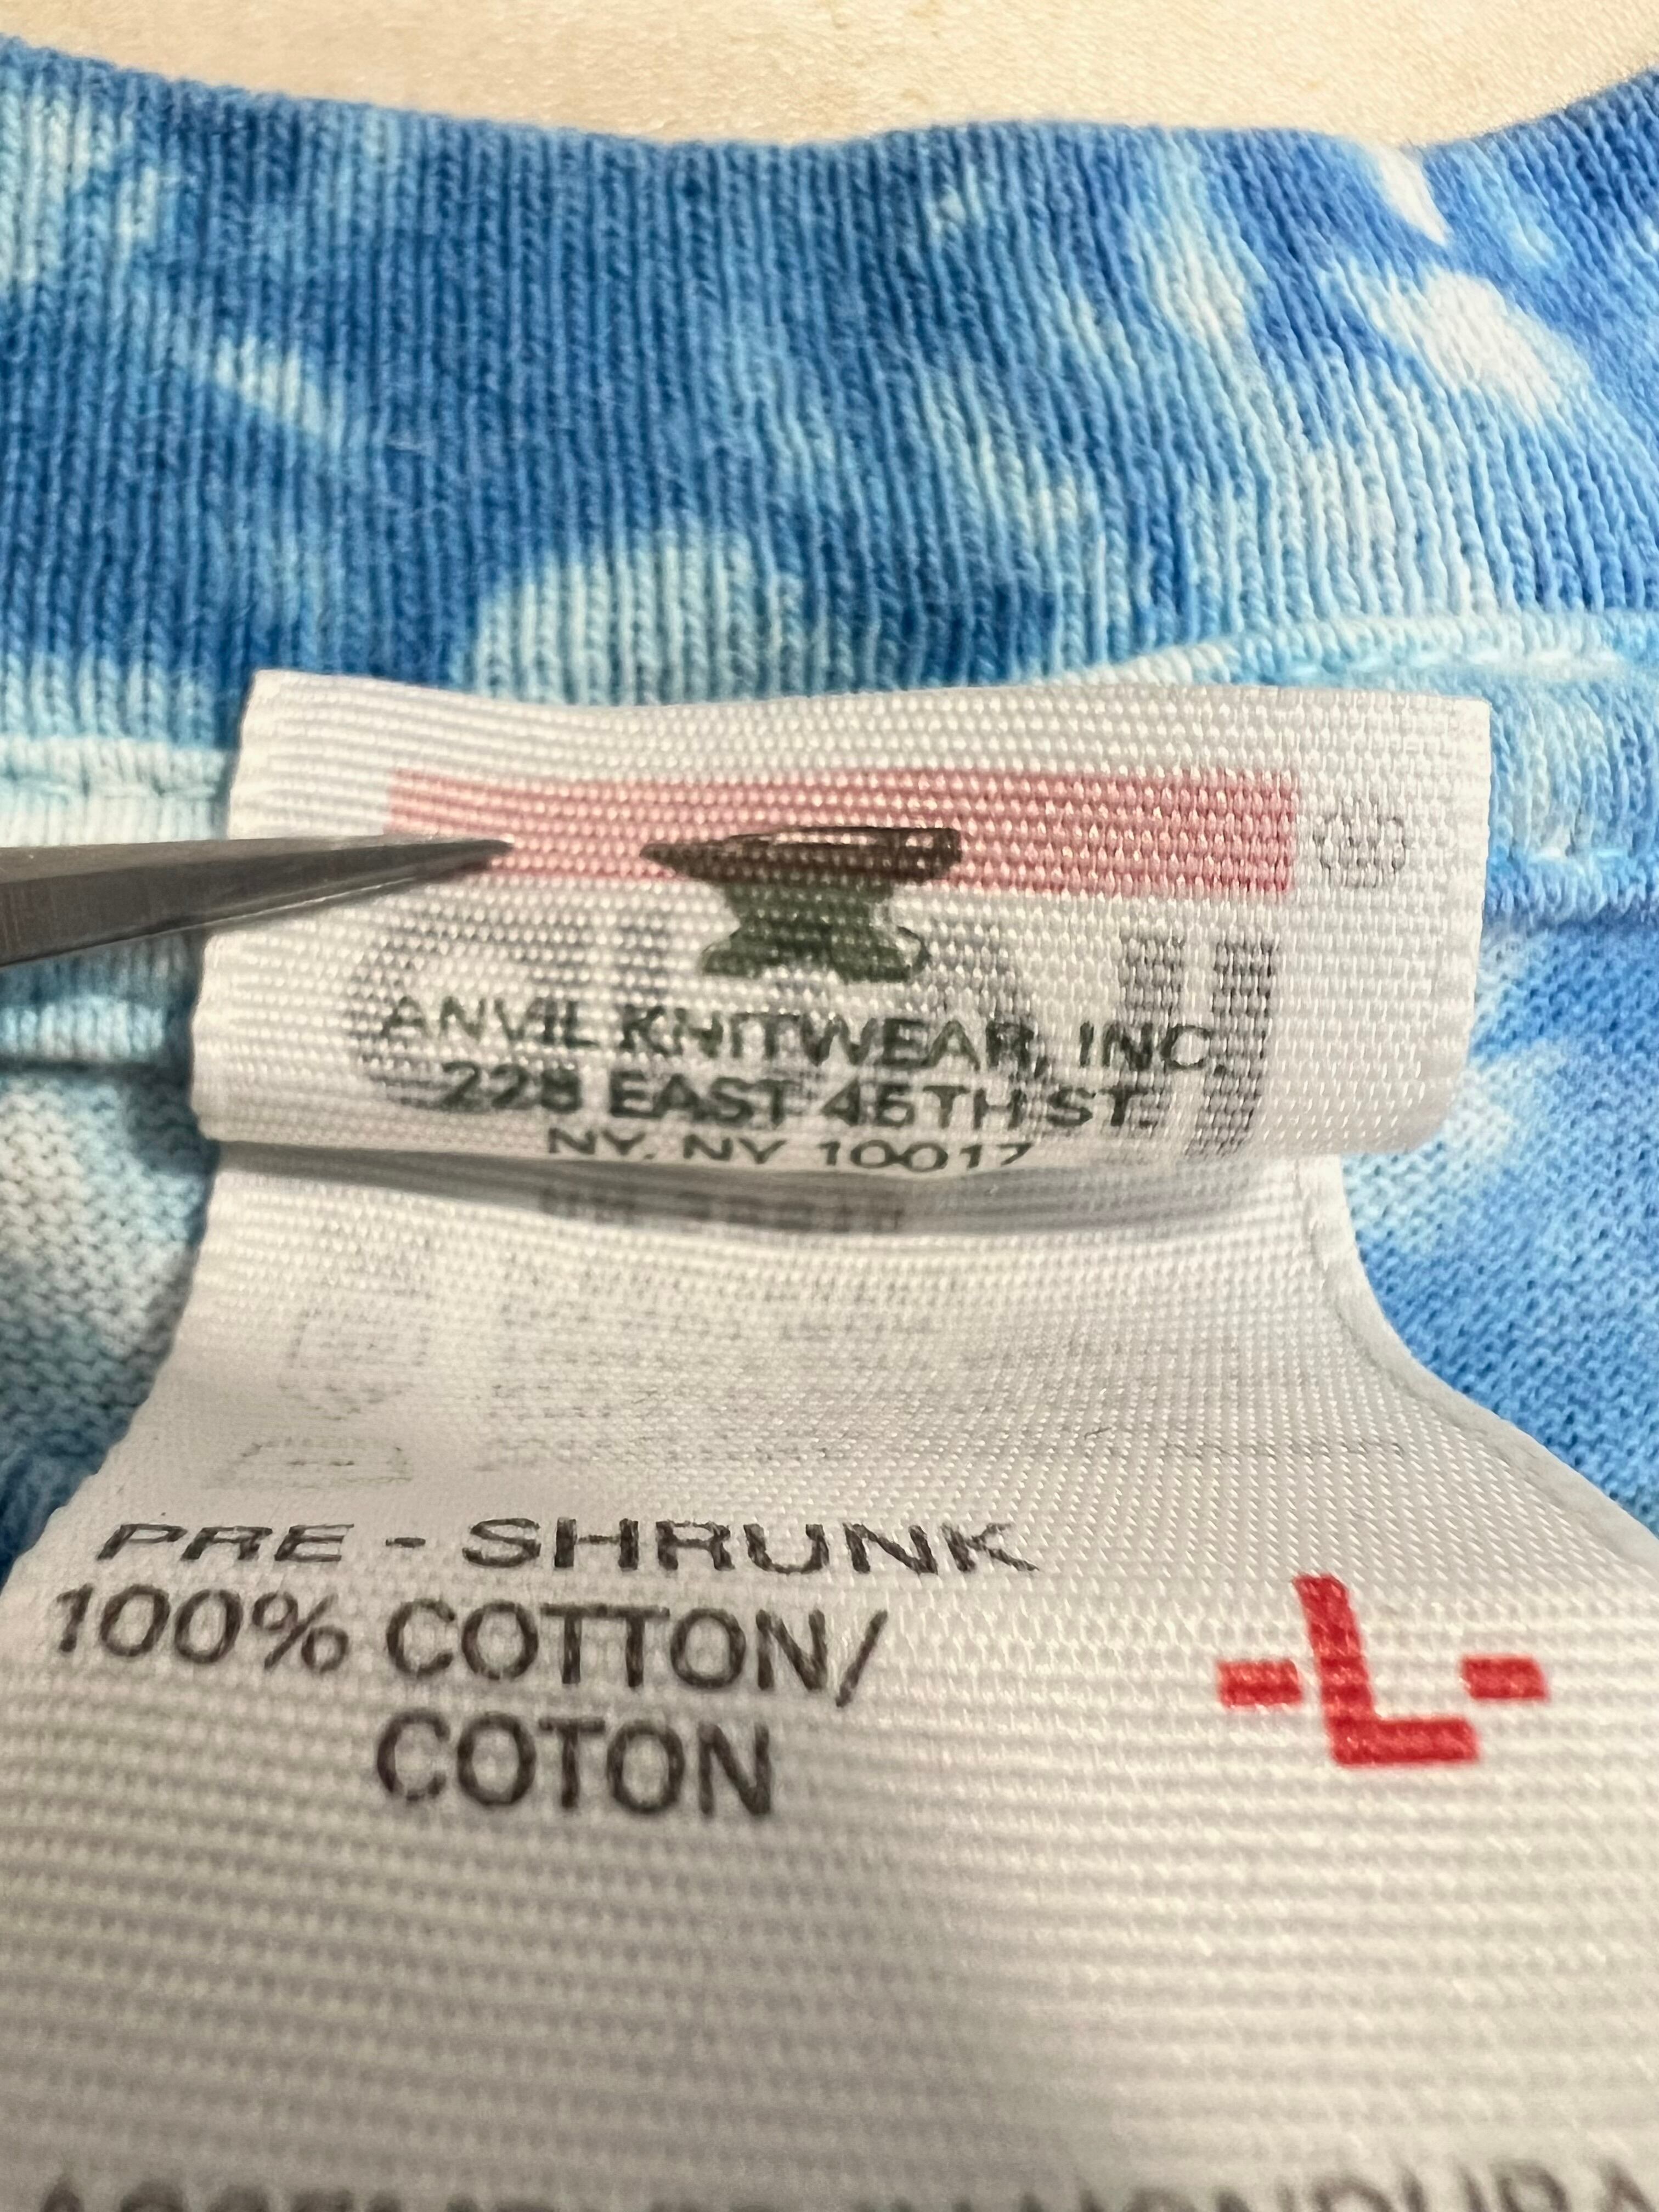 ANVIL KNITWEAR, INC.
228 EAST 45TH ST.
NY, NY 10017
PRE - SHRUNK
100% COTTON/
COTON
-L-